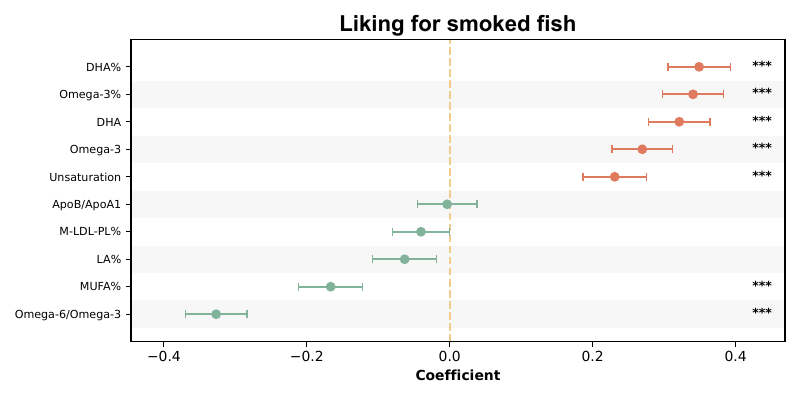 Liking for smoked fish
DHA% ***
Omega-3% ***
DHA ***
Omega-3 ***
Unsaturation ***
ApoB/ApoA1
M-LDL-PL%
LA%
MUFA% ***
Omega-6/Omega-3 ***
−0.4 −0.2 0.0 0.2 0.4
Coefficient